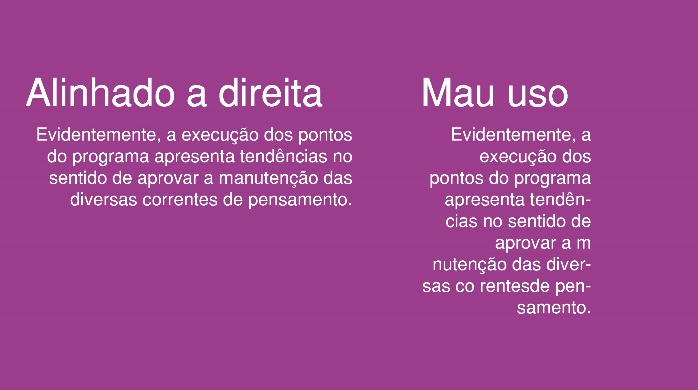 Alinhado a direita
Evidentemente, a execução dos pontos
do programa apresenta tendências no
sentido de aprovar a manutenção das
diversas correntes de pensamento.
Mau uso
Evidentemente, a
execução dos
pontos do programa
apresenta tendên-
cias no sentido de
aprovar a m
nutenção das diver-
sas co rentesde pen-
samento.